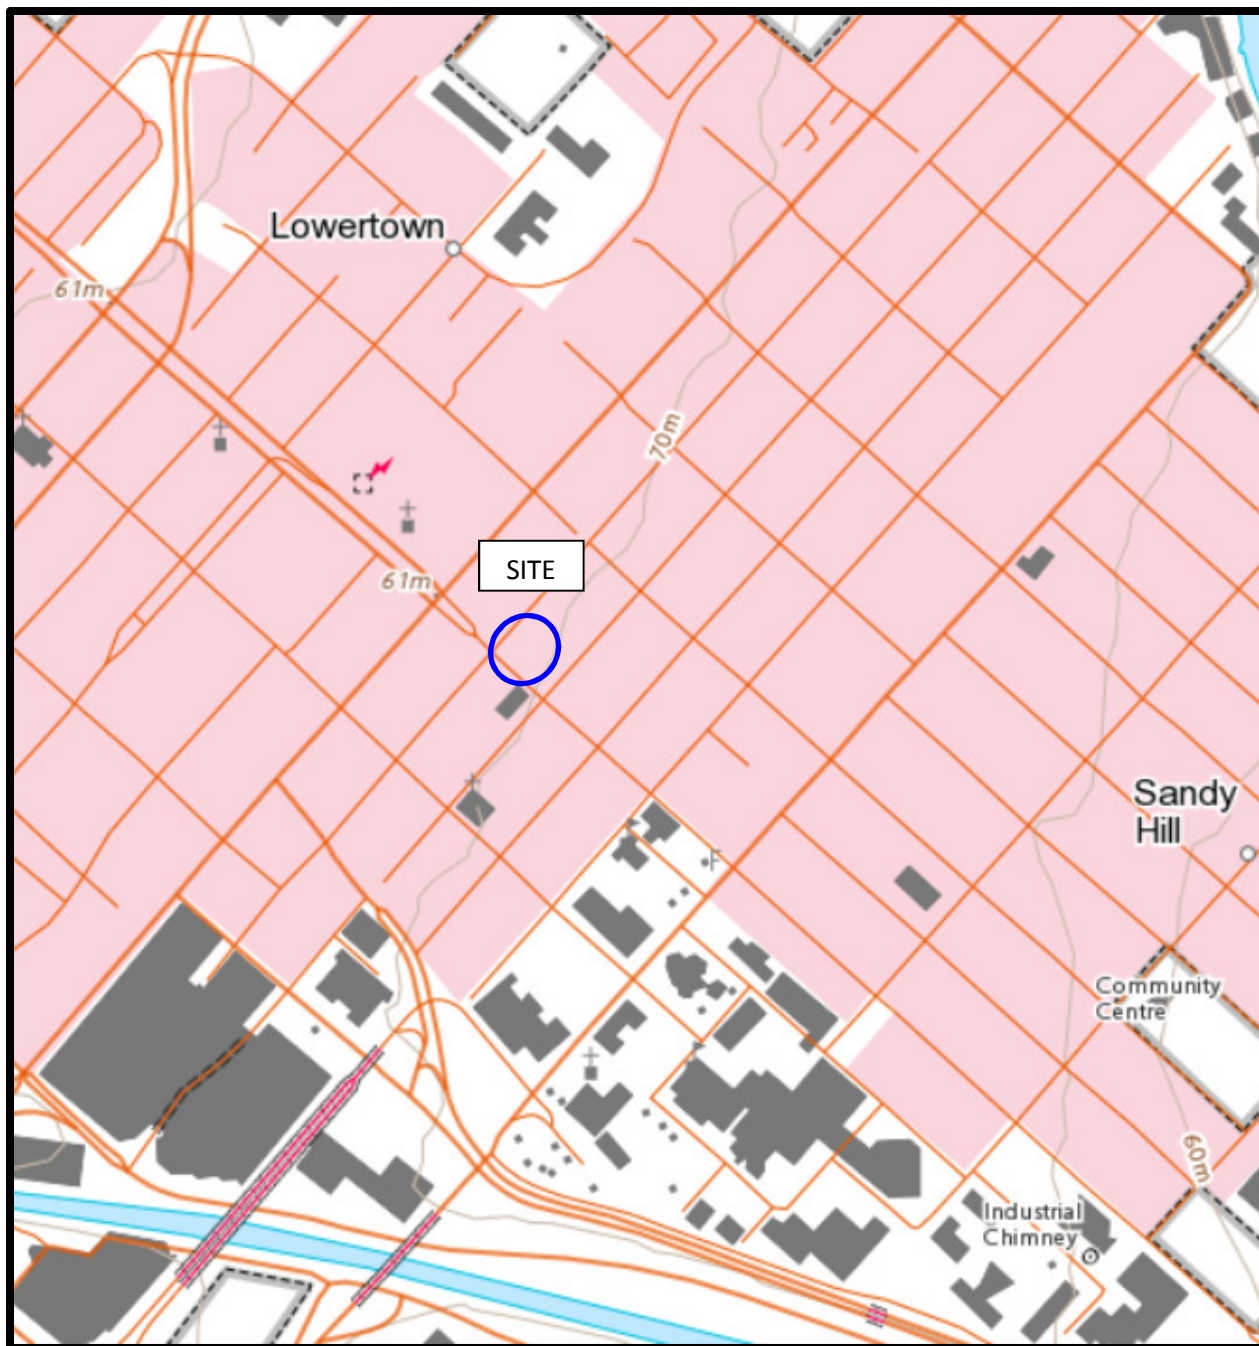 Lowertown
61m
70m
SITE
61m
Sandy
Hill
F
Community
Centre
60m
Industrial
Chimney